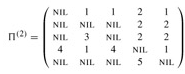 Π(2) =
NIL 1 1 2 1
NIL NIL NIL 2 2
NIL 3 NIL 2 2
4 1 4 NIL 1
NIL NIL NIL 5 NIL